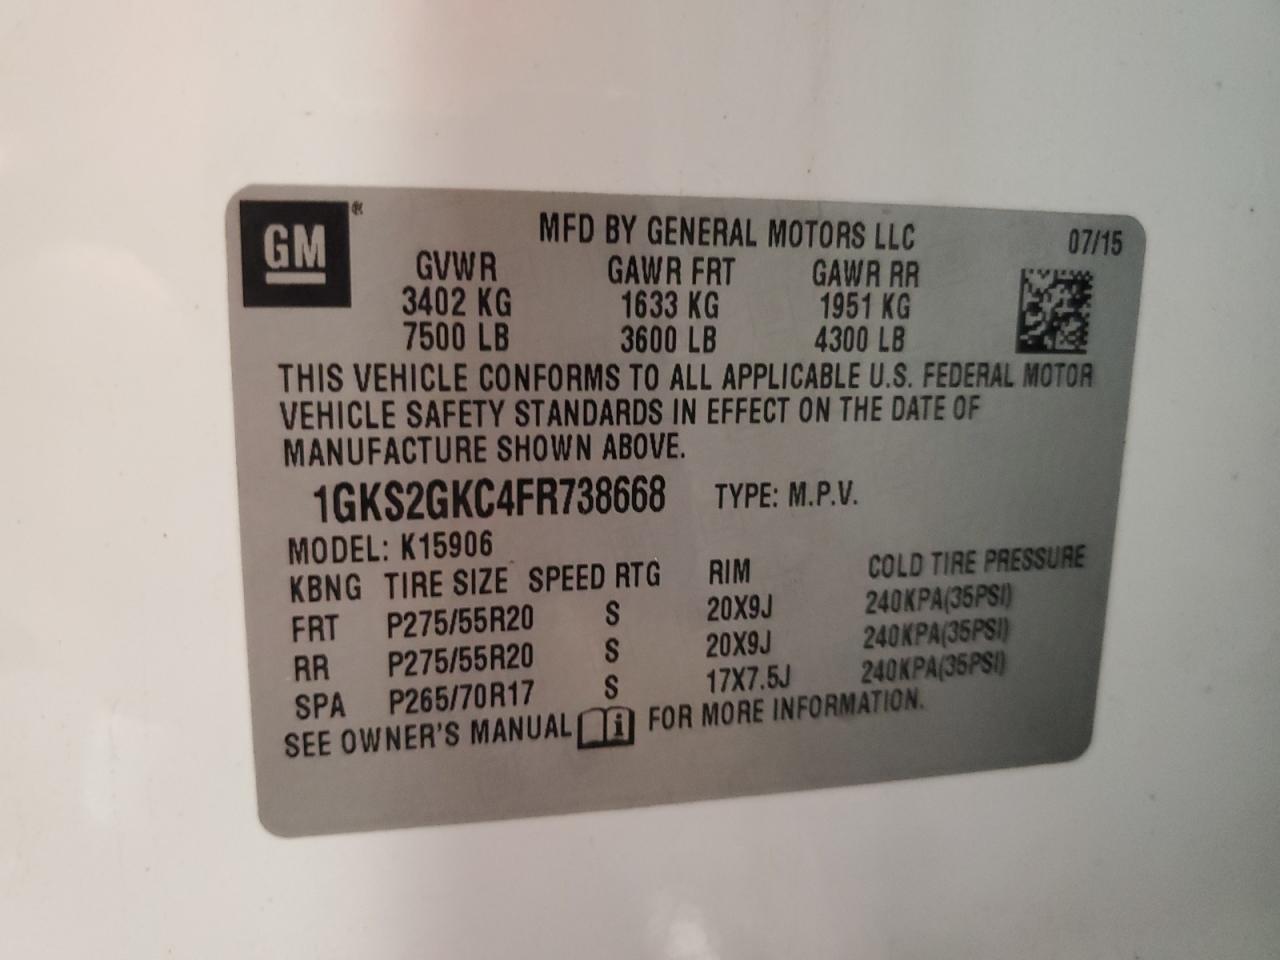 GM®
MFD BY GENERAL MOTORS LLC 07/15
GVWR GAWR FRT GAWR RR
3402 KG 1633 KG 1951 KG
7500 LB 3600 LB 4300 LB
THIS VEHICLE CONFORMS TO ALL APPLICABLE U.S. FEDERAL MOTOR
VEHICLE SAFETY STANDARDS IN EFFECT ON THE DATE OF
MANUFACTURE SHOWN ABOVE.
1GKS2GKC4FR738668 TYPE: M.P.V.
MODEL: K15906
KBNG TIRE SIZE SPEED RTG RIM COLD TIRE PRESSURE
FRT P275/55R20 S 20X9J 240KPA(35PSI)
RR P275/55R20 S 20X9J 240KPA(35PSI)
SPA P265/70R17 S 17X7.5J 240KPA(35PSI)
SEE OWNER'S MANUAL i FOR MORE INFORMATION.